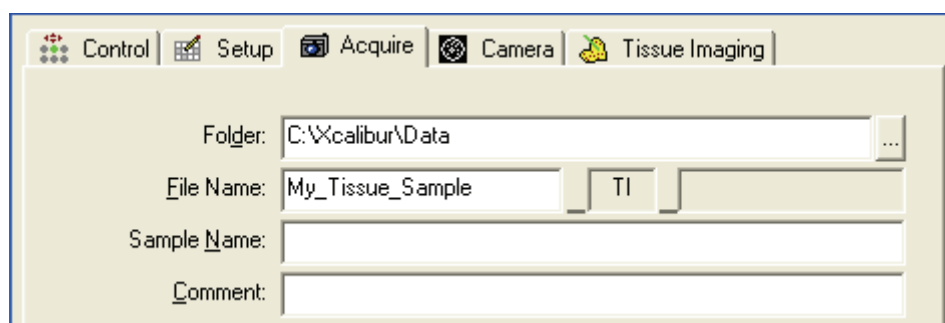 Control Setup Acquire Camera Tissue Imaging
Folder: C:\Xcalibur\Data ...
File Name: My_Tissue_Sample _ TI _
Sample Name:
Comment: